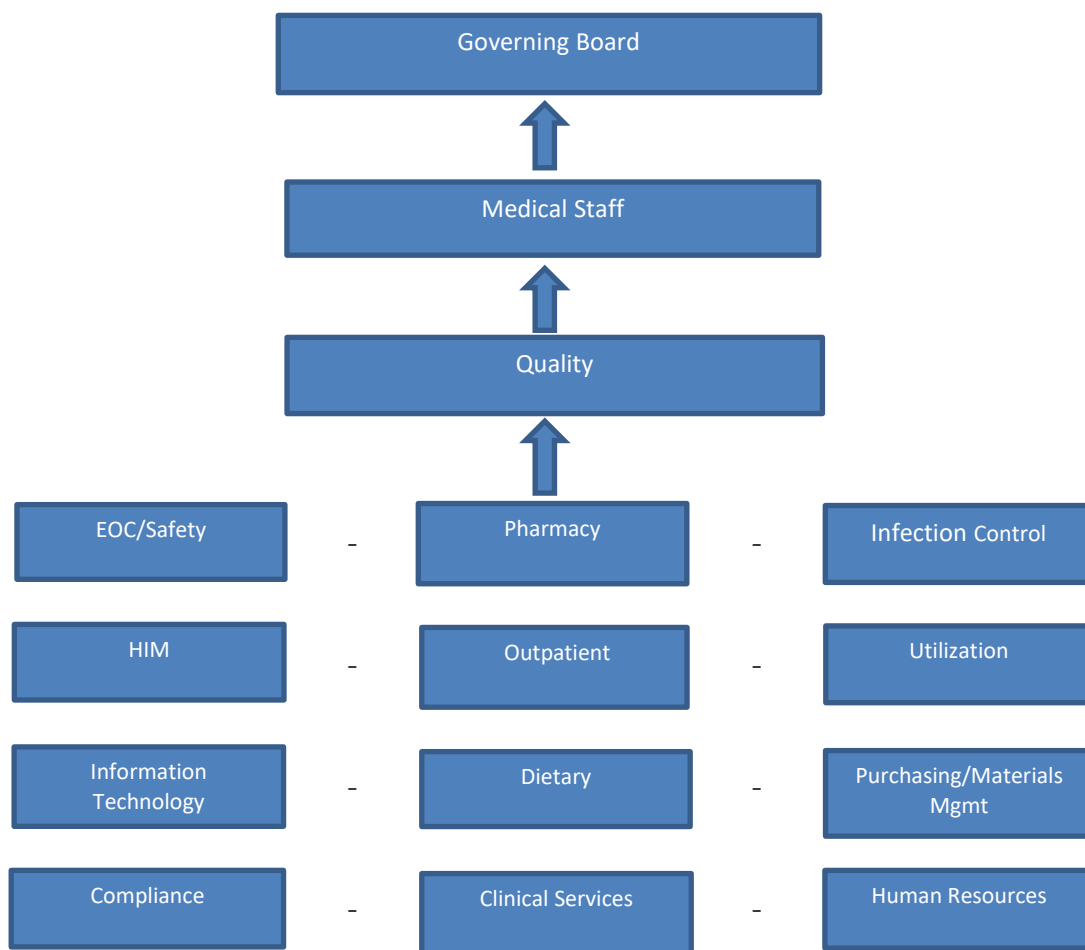 Governing Board
Medical Staff
Quality
EOC/Safety - Pharmacy - Infection Control
HIM - Outpatient - Utilization
Information
Technology - Dietary - Purchasing/Materials
Mgmt
Compliance - Clinical Services - Human Resources